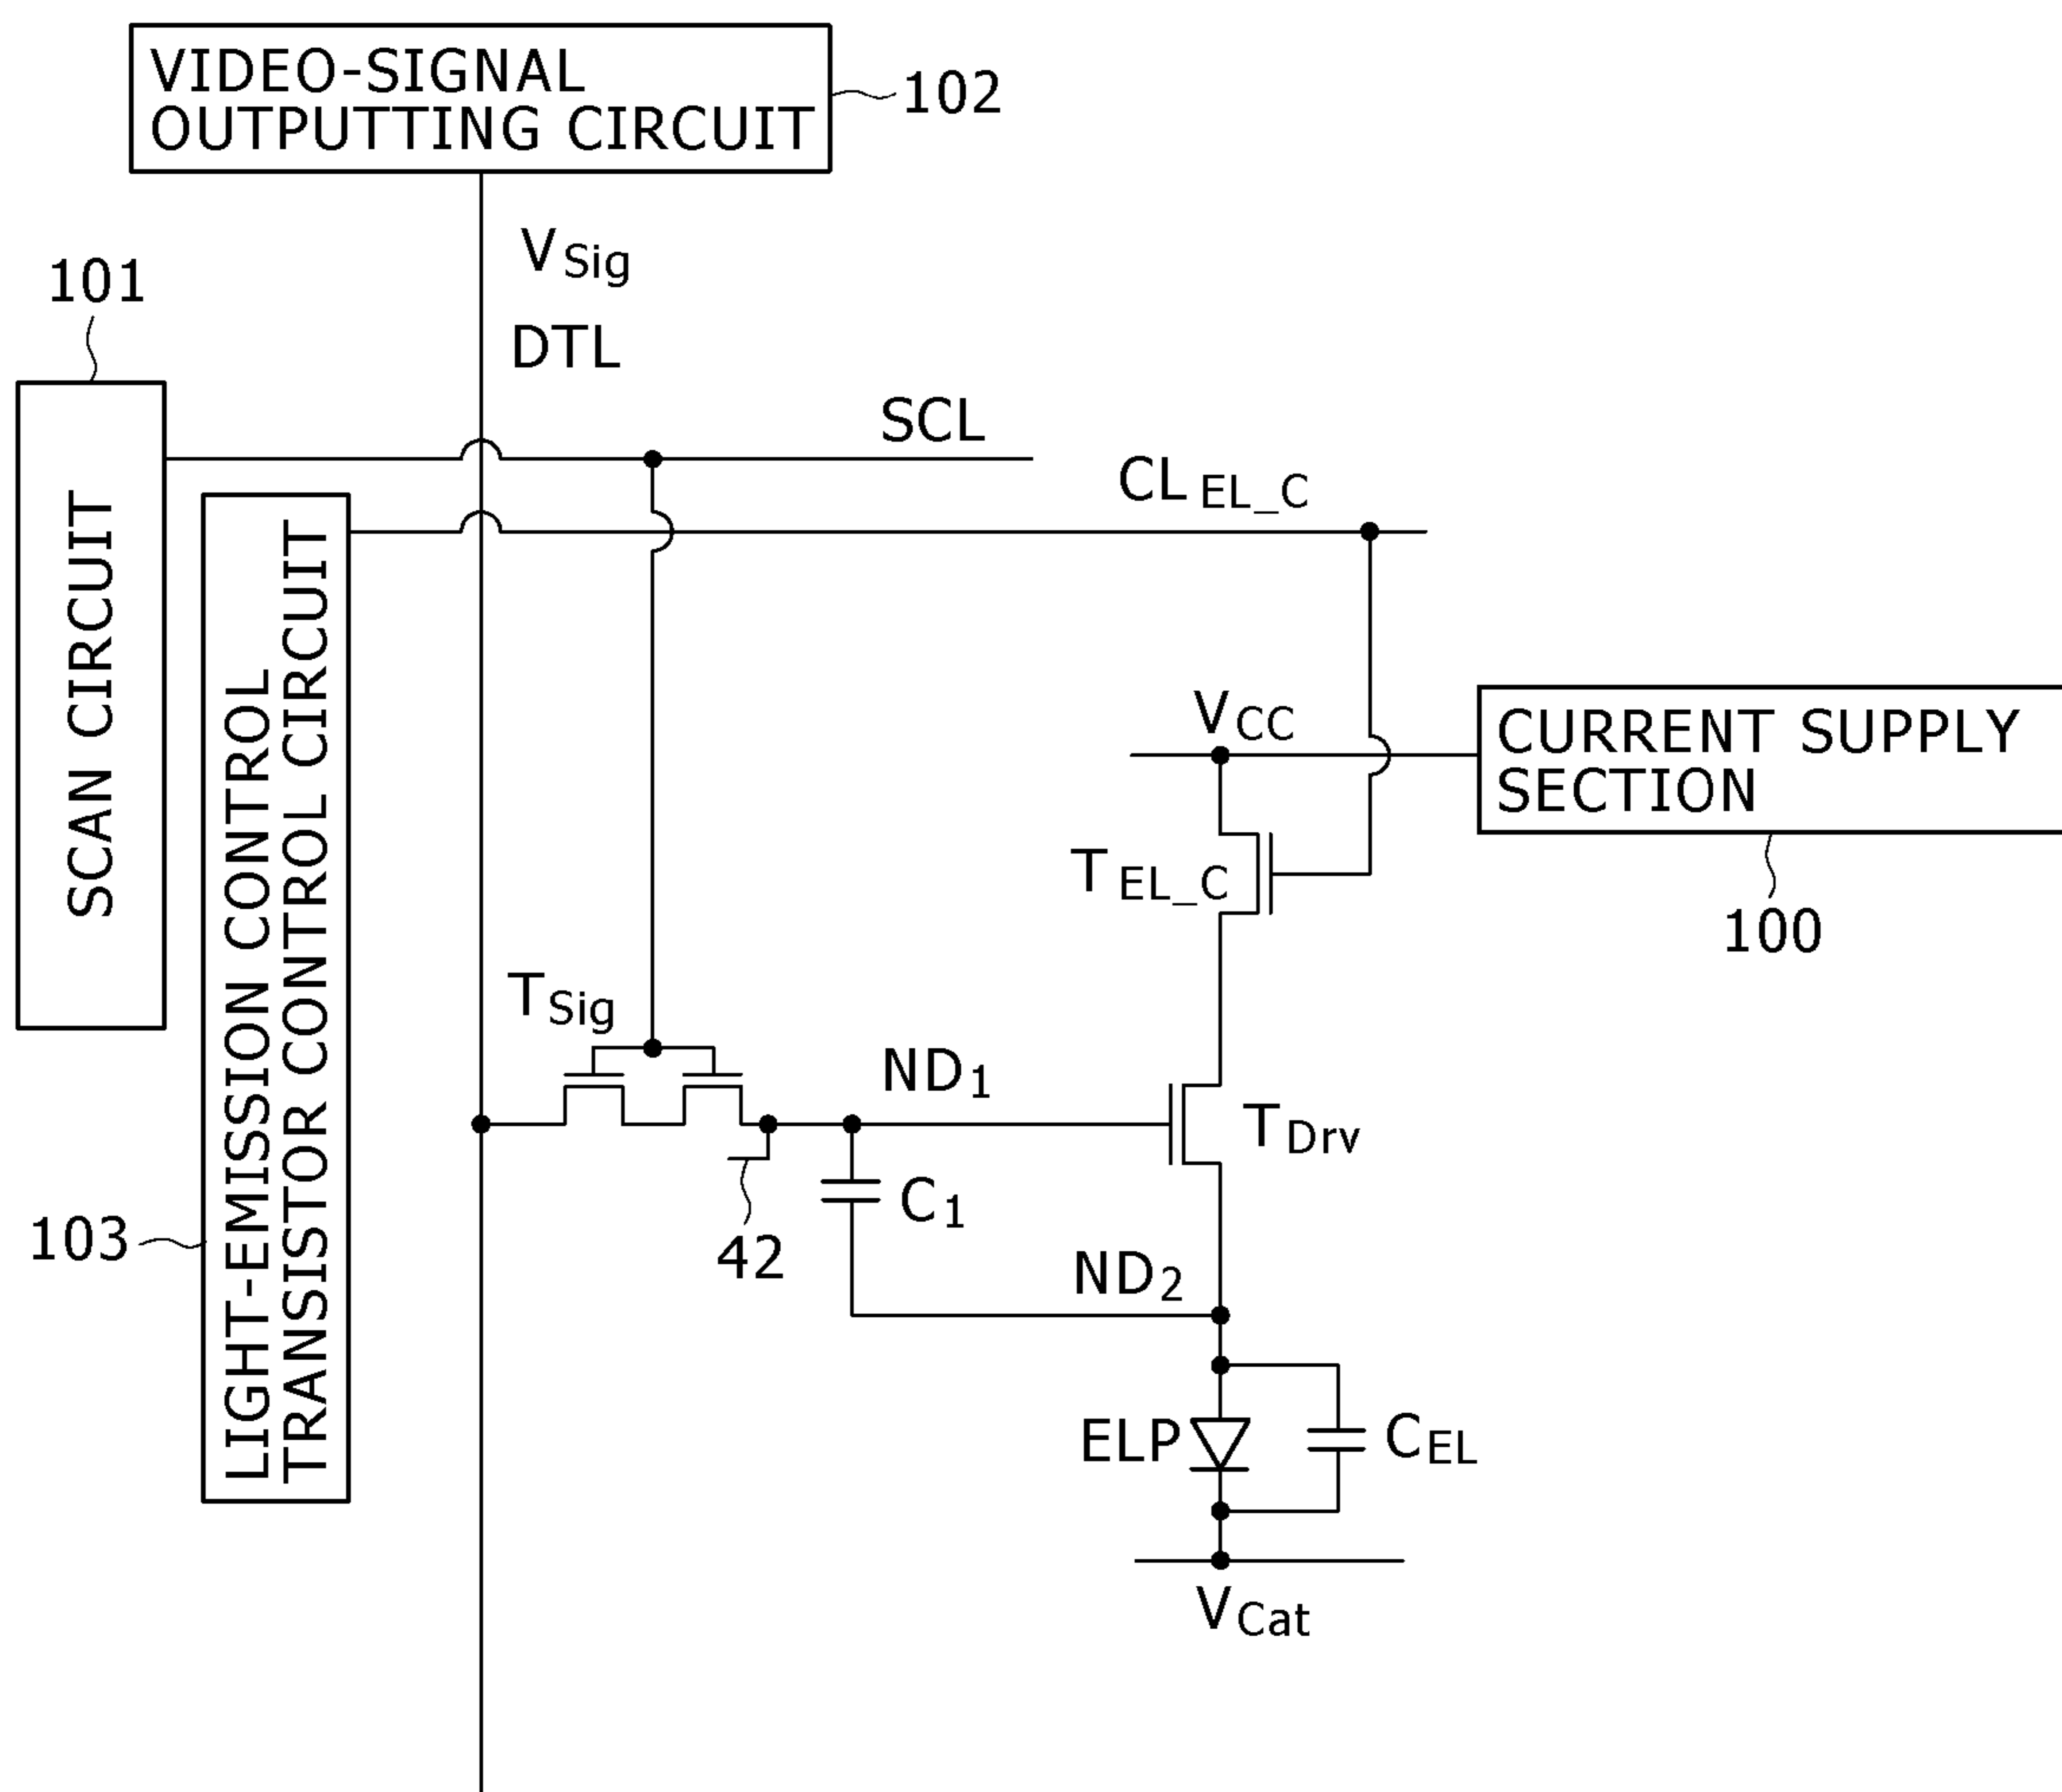 VIDEO-SIGNAL
OUTPUTTING CIRCUIT
102
VSig
DTL
101
SCL
CLEL_C
SCAN CIRCUIT
LIGHT-EMISSION CONTROL
TRANSISTOR CONTROL CIRCUIT
VCC
CURRENT SUPPLY
SECTION
TEL_C
100
TSig
ND1
TDrv
C1
103
42
ND2
ELP
CEL
VCat